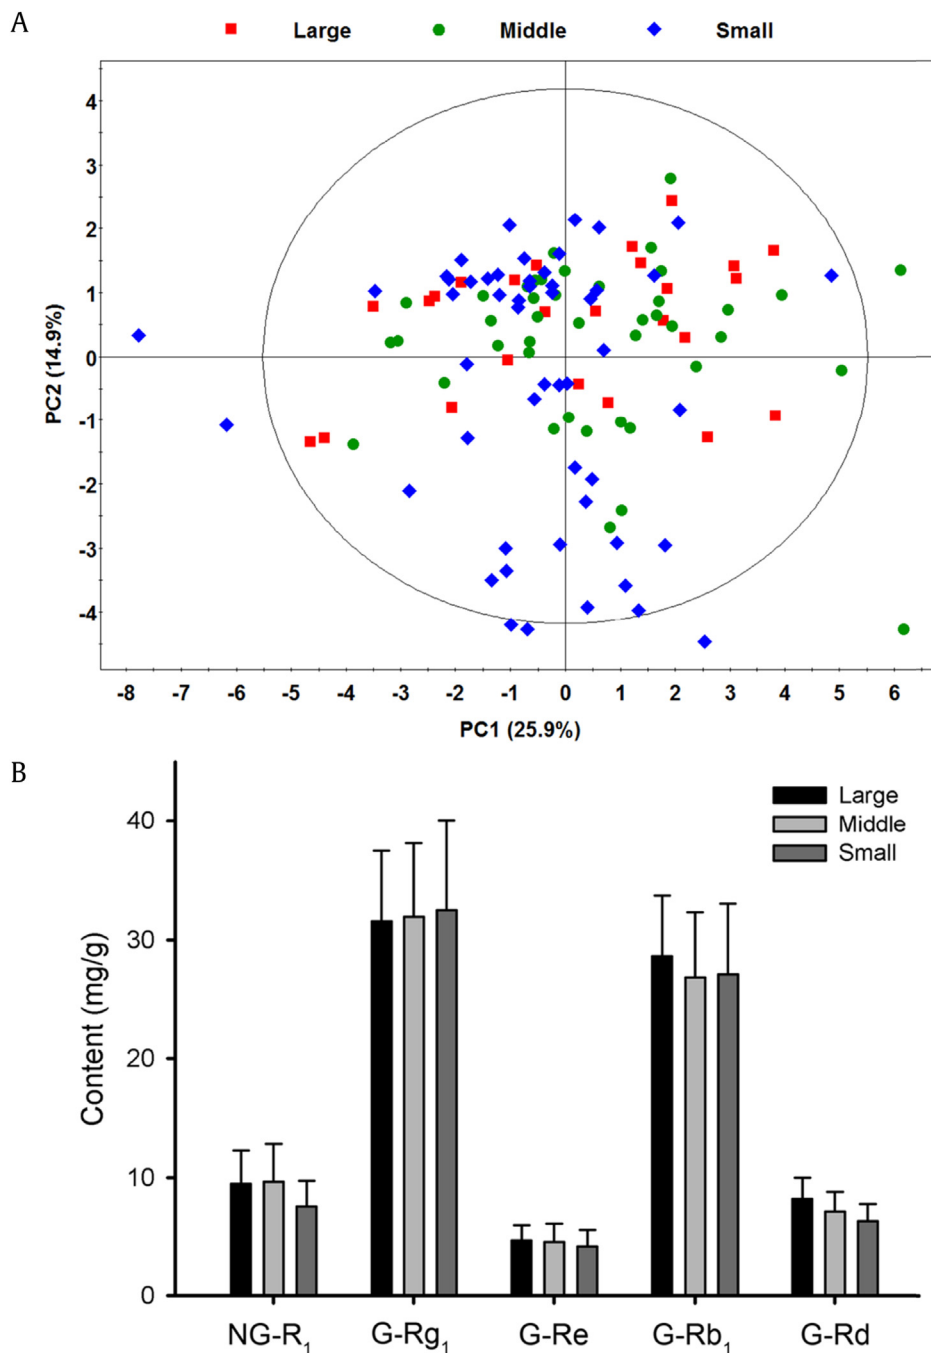 A
Large Middle Small
4
3
2
1
0
-1
-2
-3
-4
PC2 (14.9%)
-8 -7 -6 -5 -4 -3 -2 -1 0 1 2 3 4 5 6
PC1 (25.9%)
B
Large
Middle
Small
40
30
20
10
0
Content (mg/g)
NG-R1 G-Rg1 G-Re G-Rb1 G-Rd